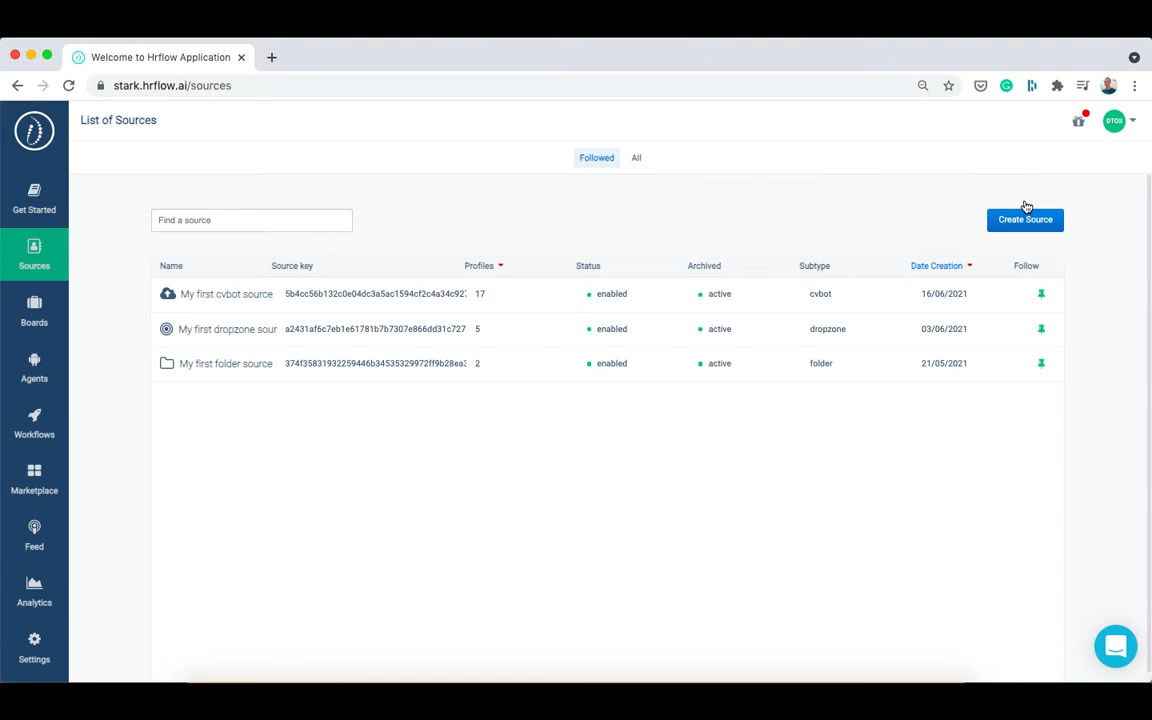 Welcome to Hrflow Application
stark.hrflow.ai/sources
List of Sources
DTOS
Followed All
Get Started
Sources
Boards
Agents
Workflows
Marketplace
Feed
Analytics
Settings
Find a source
Create Source
Name Source key Profiles Status Archived Subtype Date Creation Follow
My first cvbot source 5b4cc56b132c0e04dc3a5ac1594cf2c4a34c92 17 enabled active cvbot 16/06/2021
My first dropzone sour a2431af6c7eb1e61781b7b7307e866dd31c727 5 enabled active dropzone 03/06/2021
My first folder source 374f35831932259446b34535329972ff9b28ea 2 enabled active folder 21/05/2021